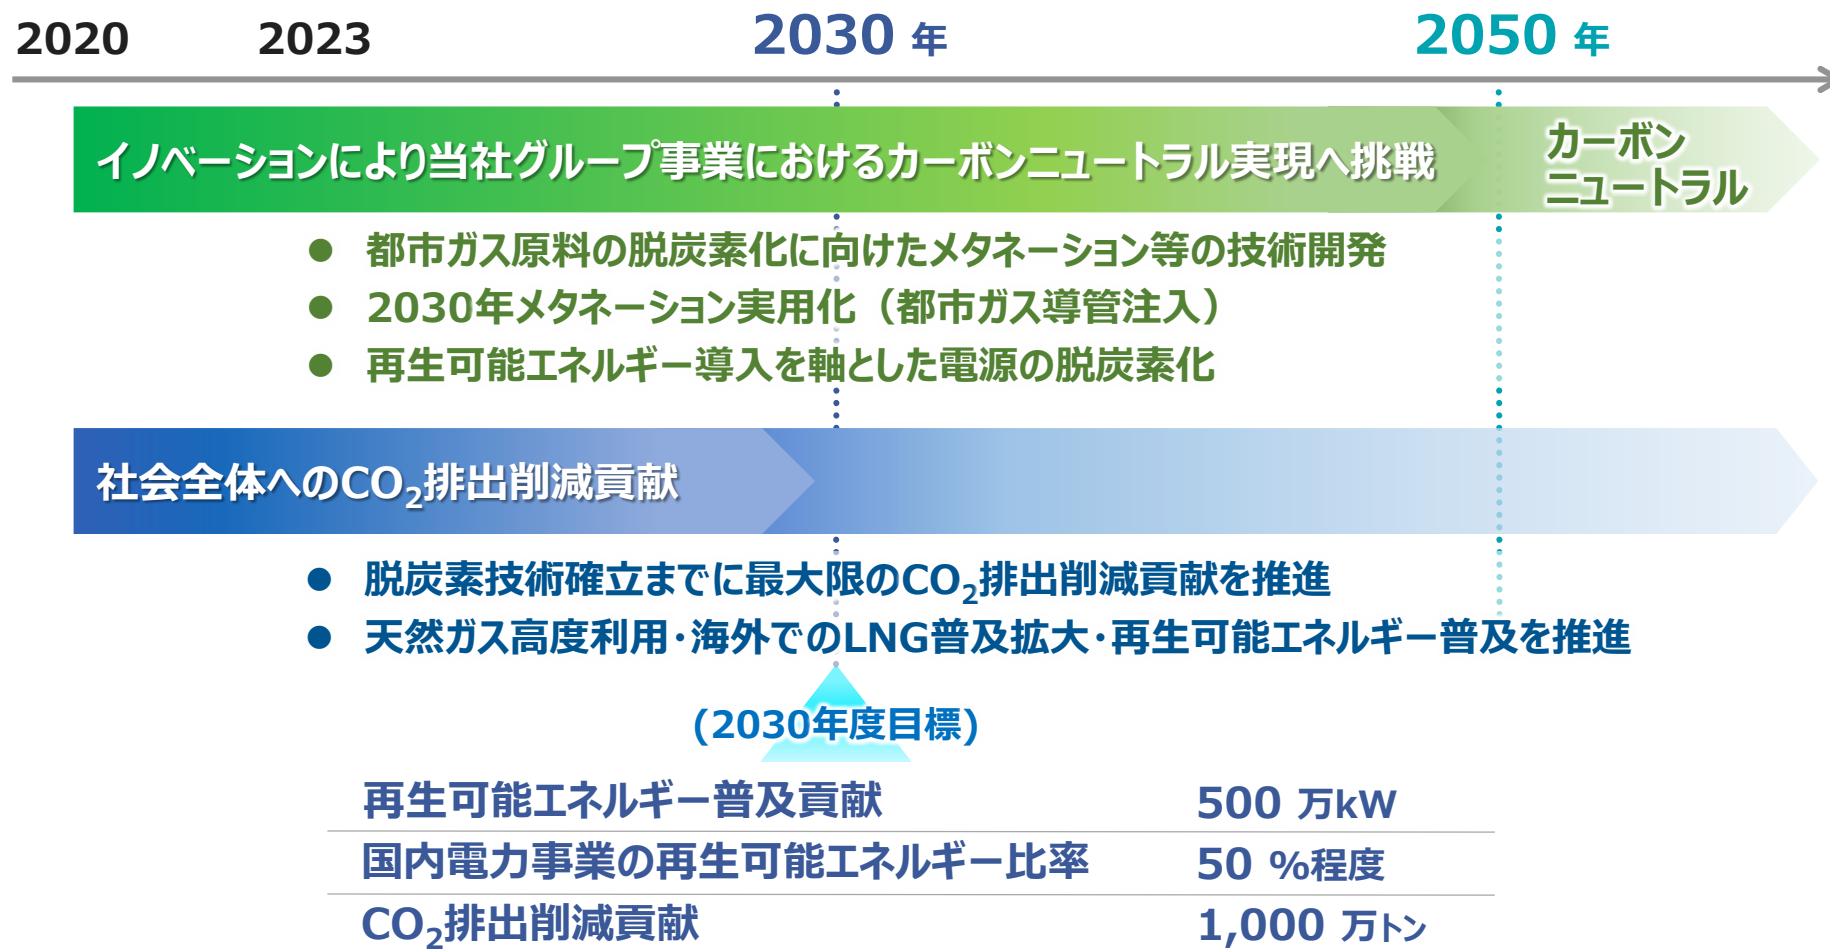 2020 2023 2030 年 2050 年
イノベーションにより当社グループ事業におけるカーボンニュートラル実現へ挑戦
カーボン
ニュートラル
● 都市ガス原料の脱炭素化に向けたメタネーション等の技術開発
● 2030年メタネーション実用化（都市ガス導管注入）
● 再生可能エネルギー導入を軸とした電源の脱炭素化
社会全体へのCO₂排出削減貢献
● 脱炭素技術確立までに最大限のCO₂排出削減貢献を推進
● 天然ガス高度利用・海外でのLNG普及拡大・再生可能エネルギー普及を推進
(2030年度目標)
再生可能エネルギー普及貢献 500 万kW
国内電力事業の再生可能エネルギー比率 50 %程度
CO₂排出削減貢献 1,000 万トン